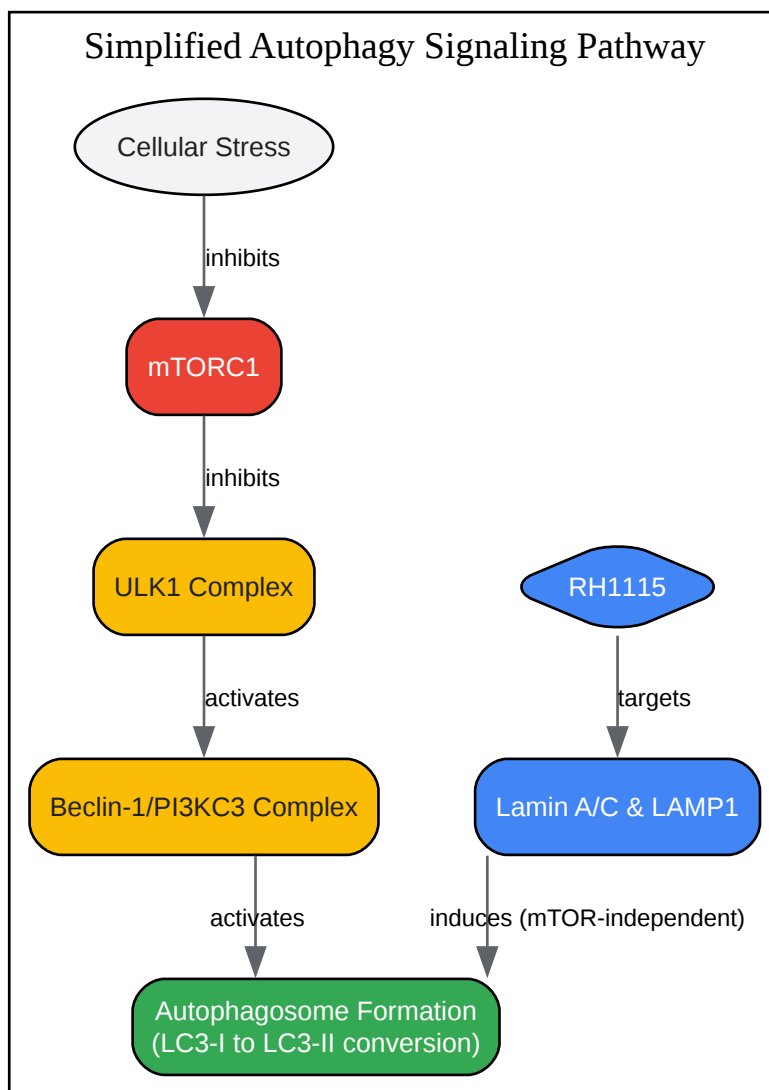 Simplified Autophagy Signaling Pathway
Cellular Stress
inhibits
mTORC1
inhibits
ULK1 Complex
RH1115
activates
targets
Beclin-1/PI3KC3 Complex
Lamin A/C & LAMP1
activates
induces (mTOR-independent)
Autophagosome Formation
(LC3-I to LC3-II conversion)